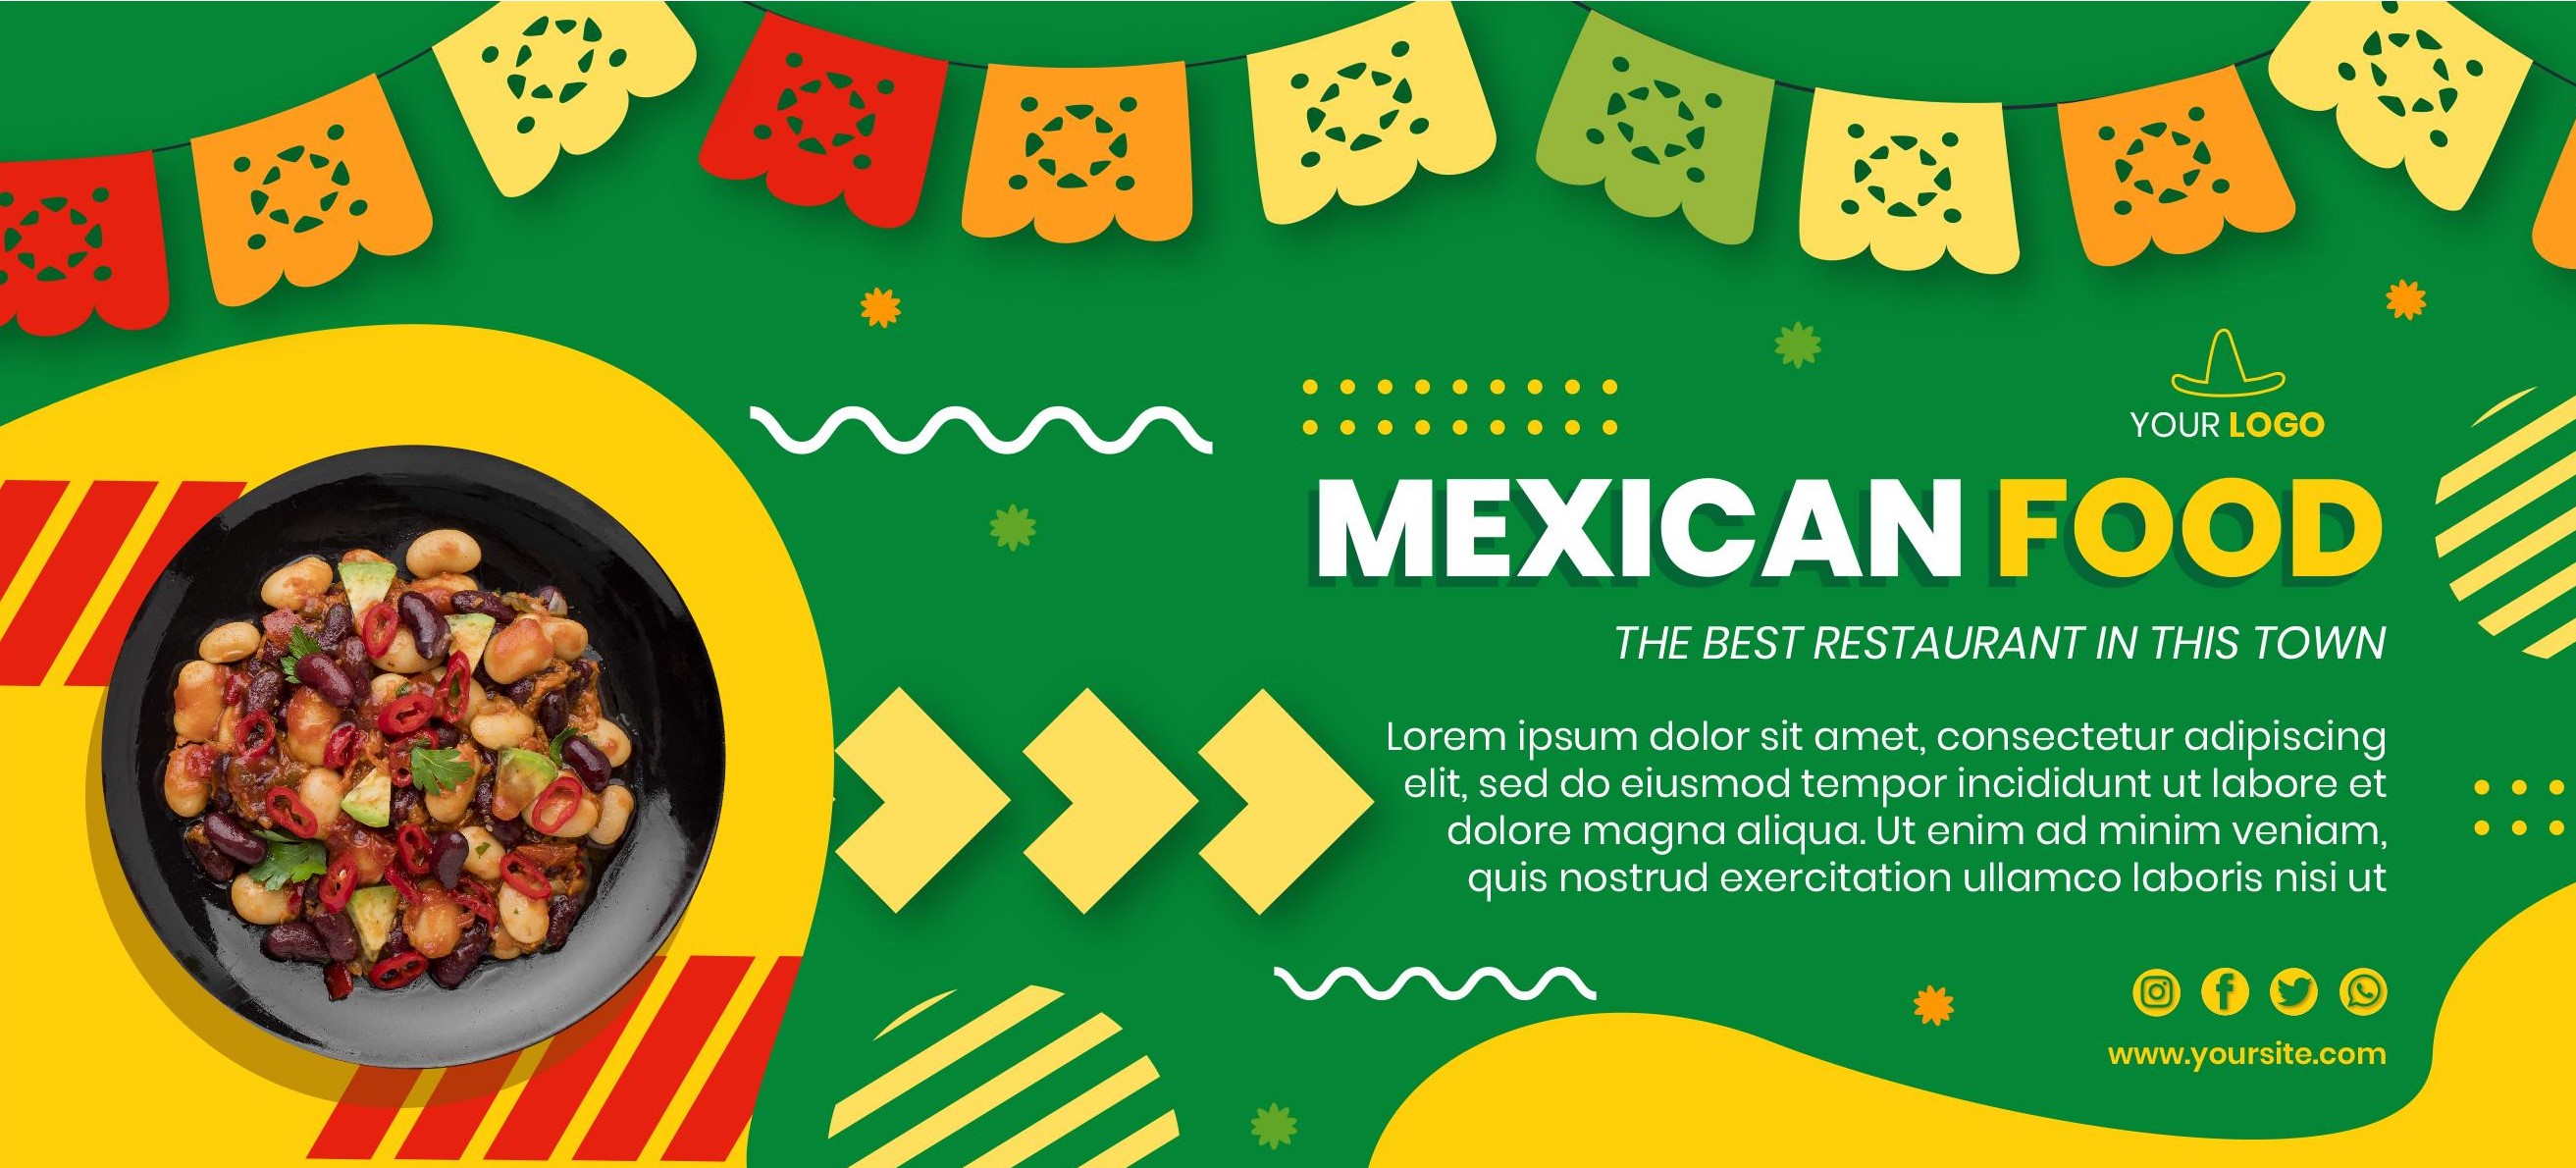 YOUR LOGO
MEXICAN FOOD
THE BEST RESTAURANT IN THIS TOWN
Lorem ipsum dolor sit amet, consectetur adipiscing
elit, sed do eiusmod tempor incididunt ut labore et
dolore magna aliqua. Ut enim ad minim veniam,
quis nostrud exercitation ullamco laboris nisi ut
www.yoursite.com